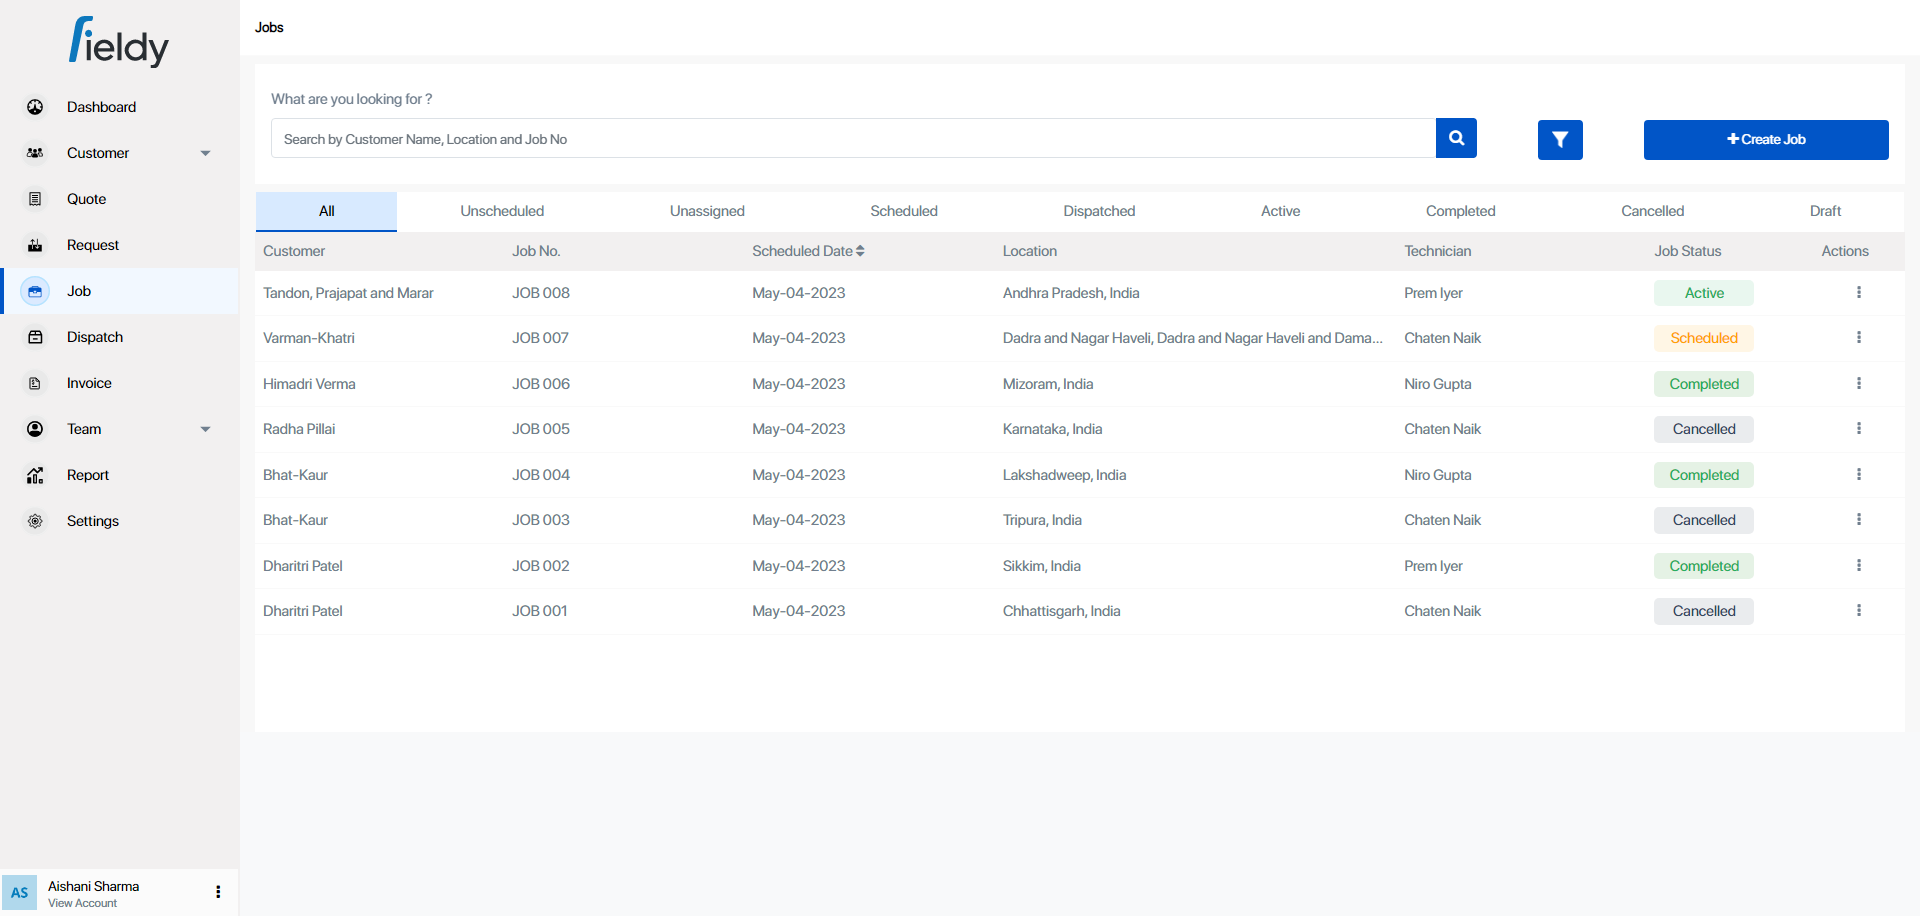 fieldy
Dashboard
Customer
Quote
Request
Job
Dispatch
Invoice
Team
Report
Settings
AS
Aishani Sharma
View Account
Jobs
What are you looking for ?
Search by Customer Name, Location and Job No
Create Job
All Unscheduled Unassigned Scheduled Dispatched Active Completed Cancelled Draft
Customer Job No. Scheduled Date Location Technician Job Status Actions
Tandon, Prajapat and Marar JOB 008 May-04-2023 Andhra Pradesh, India Prem Iyer Active
Varman-Khatri JOB 007 May-04-2023 Dadra and Nagar Haveli, Dadra and Nagar Haveli and Dama... Chaten Naik Scheduled
Himadri Verma JOB 006 May-04-2023 Mizoram, India Niro Gupta Completed
Radha Pillai JOB 005 May-04-2023 Karnataka, India Chaten Naik Cancelled
Bhat-Kaur JOB 004 May-04-2023 Lakshadweep, India Niro Gupta Completed
Bhat-Kaur JOB 003 May-04-2023 Tripura, India Chaten Naik Cancelled
Dharitri Patel JOB 002 May-04-2023 Sikkim, India Prem Iyer Completed
Dharitri Patel JOB 001 May-04-2023 Chhattisgarh, India Chaten Naik Cancelled